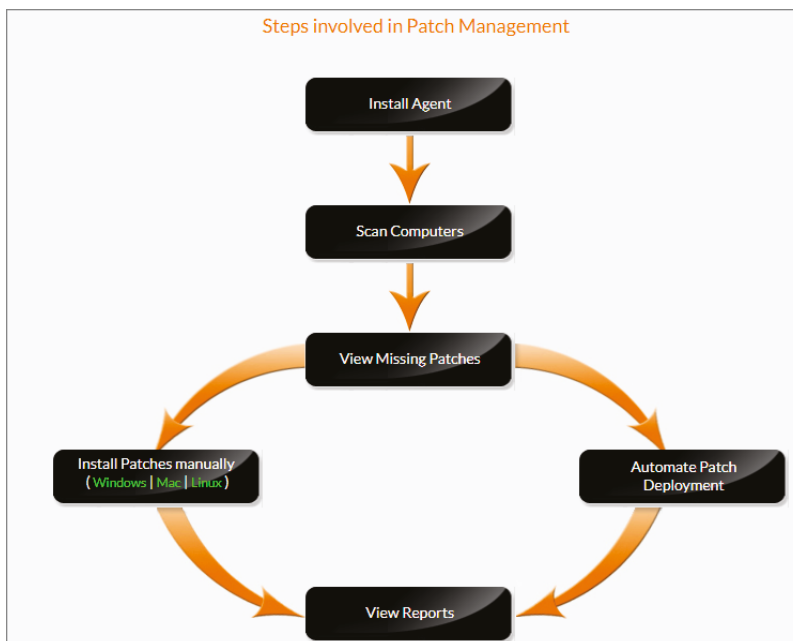 Steps involved in Patch Management
Install Agent
Scan Computers
View Missing Patches
Install Patches manually
( Windows | Mac | Linux )
Automate Patch
Deployment
View Reports